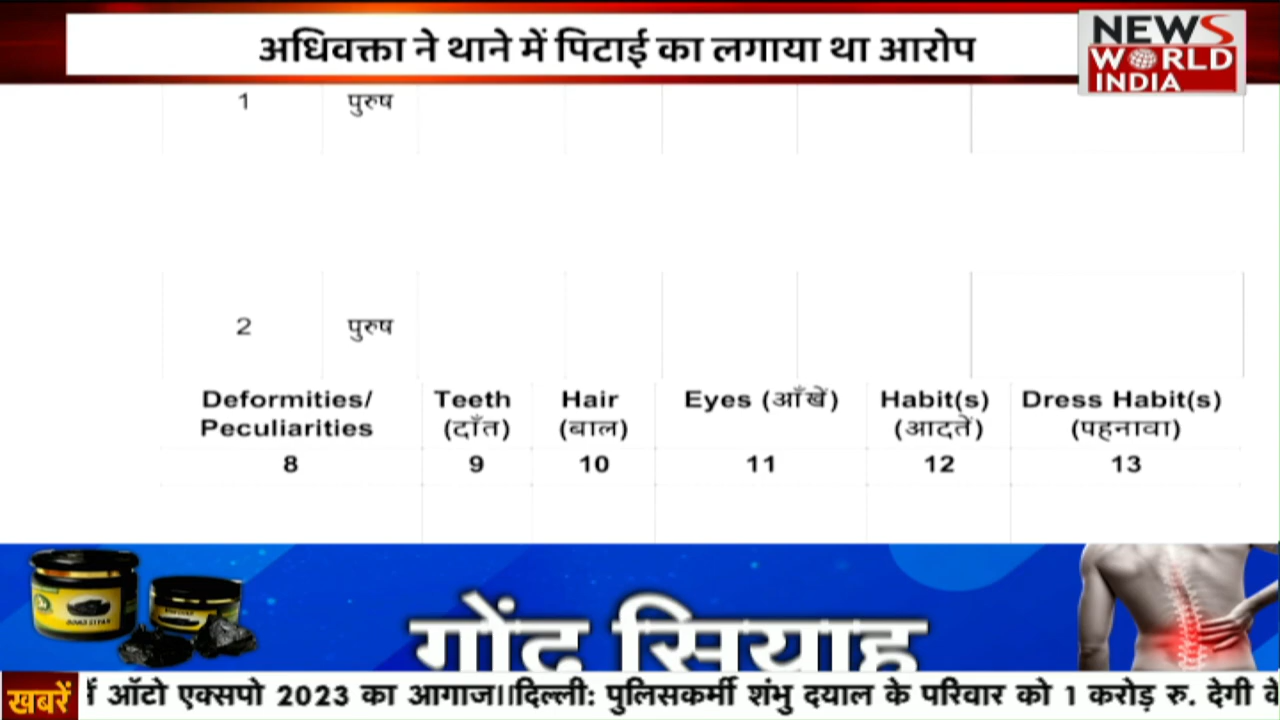 अधिवक्ता ने थाने में पिटाई का लगाया था आरोप
NEWS
WORLD
INDIA
1 पुरुष
2 पुरुष
Deformities/ Teeth Hair Eyes (आँखें) Habit(s) Dress Habit(s)
Peculiarities (दाँत) (बाल) (आदतें) (पहनावा)
8 9 10 11 12 13
गोंद सियाह
खबरें ऑटो एक्सपो 2023 का आगाज।।दिल्ली: पुलिसकर्मी शंभु दयाल के परिवार को 1 करोड़ रु. देगी